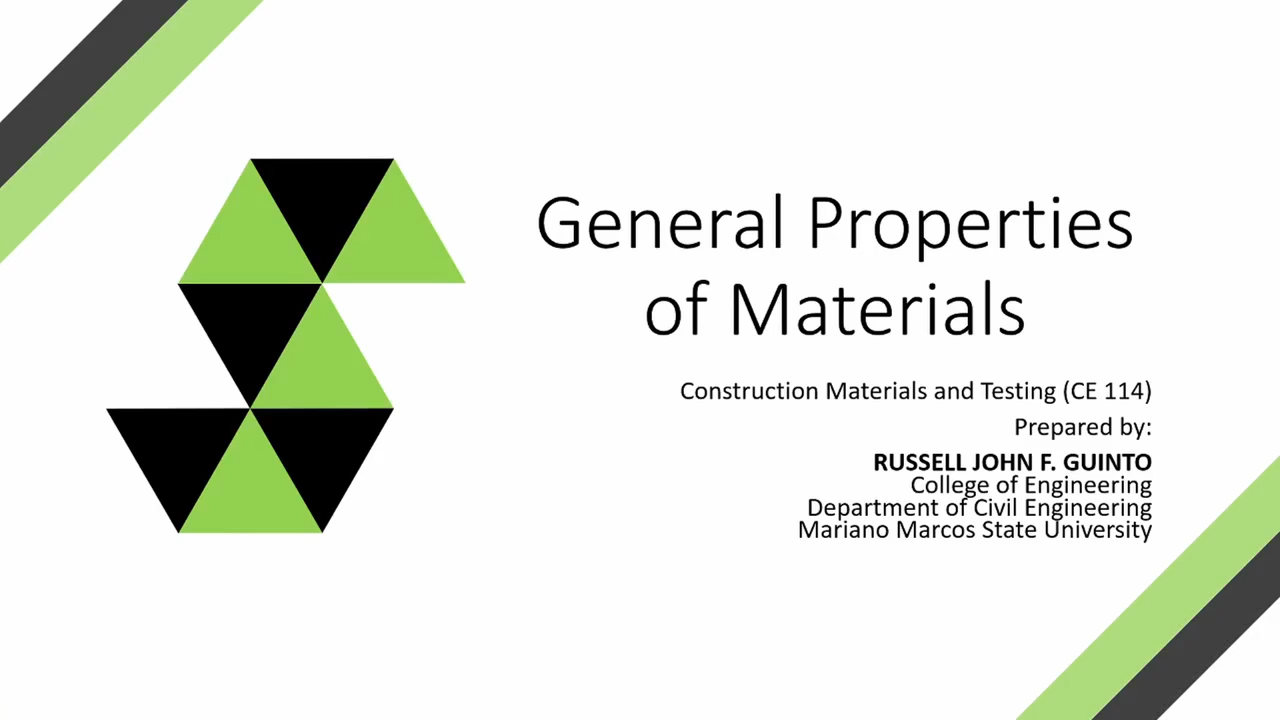 General Properties
of Materials
Construction Materials and Testing (CE 114)
Prepared by:
RUSSELL JOHN F. GUINTO
College of Engineering
Department of Civil Engineering
Mariano Marcos State University